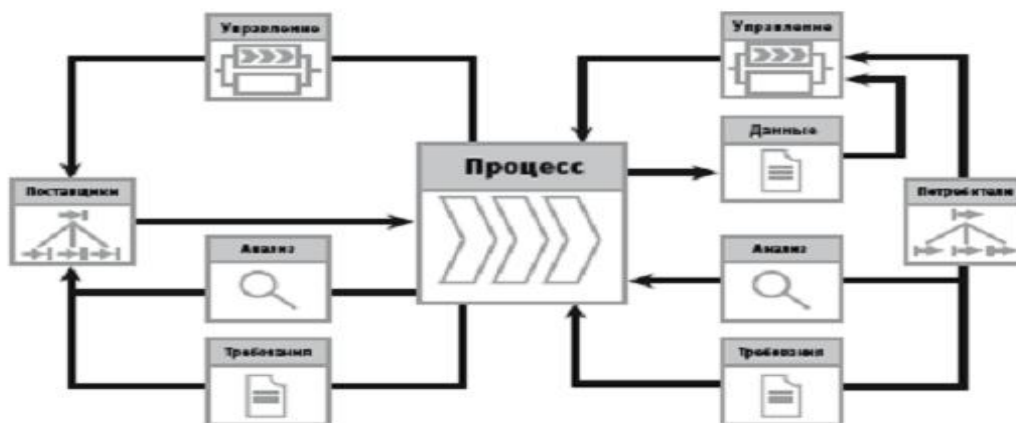 Управление
Управление
Данные
Процесс
Поставщики
Потребители
Анализ
Анализ
Требования
Требования